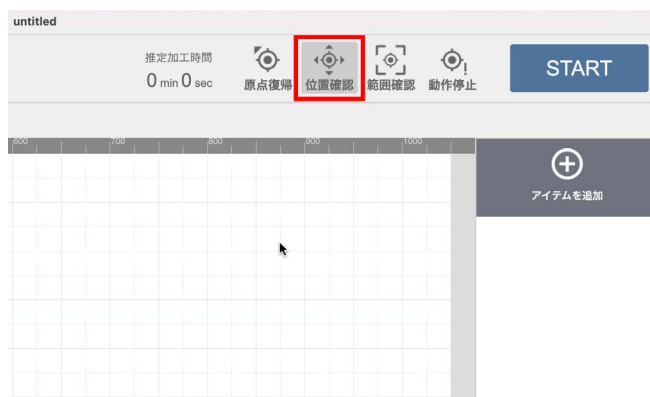 untitled
推定加工時間
0 min 0 sec
原点復帰
位置確認
範囲確認
動作停止
START
600 700 800 900 1000
アイテムを追加